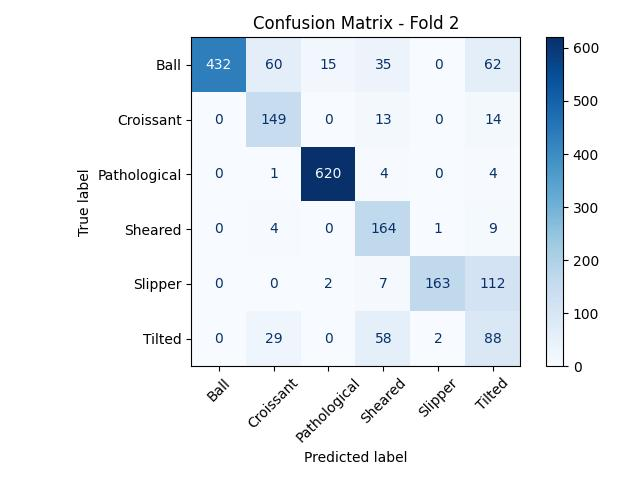 Confusion Matrix - Fold 2
True label
Ball 432 60 15 35 0 62
Croissant 0 149 0 13 0 14
Pathological 0 1 620 4 0 4
Sheared 0 4 0 164 1 9
Slipper 0 0 2 7 163 112
Tilted 0 29 0 58 2 88
Ball Croissant Pathological Sheared Slipper Tilted
Predicted label
600
500
400
300
200
100
0